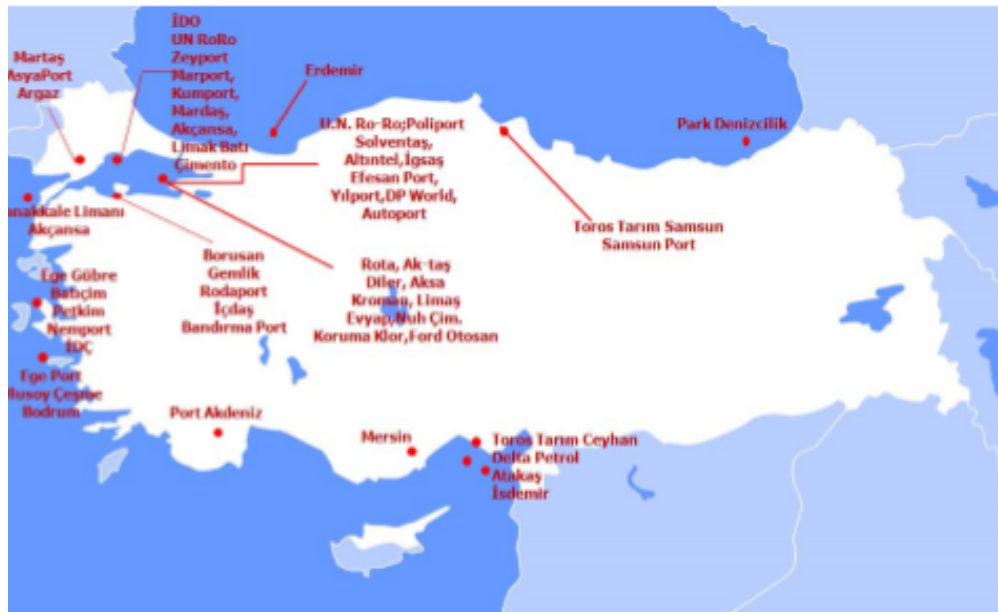 Martaş
AsyaPort
Argaz
İDO
UN RoRo
Zeyport
Marport,
Kumport,
Mardaş,
Akçansa,
Limak Batı
Çimento
Erdemir
U.N. Ro-Ro;Poliport
Solventaş,
Altıntel,İgsaş
Efesan Port,
Yılport,DP World,
Autoport
Park Denizcilik
Toros Tarım Samsun
Samsun Port
anakkale Limanı
Akçansa
Borusan
Gemlik
Rodaport
İçdaş
Bandırma Port
Rota, Ak-taş
Diler, Aksa
Kroman, Limaş
Evyap,Nuh Çim.
Koruma Klor,Ford Otosan
Ege Gübre
Batıçim
Petkim
Nemport
İDÇ
Ege Port
Ulusoy Çeşme
Bodrum
Port Akdeniz
Mersin
Toros Tarım Ceyhan
Delta Petrol
Atakaş
İsdemir